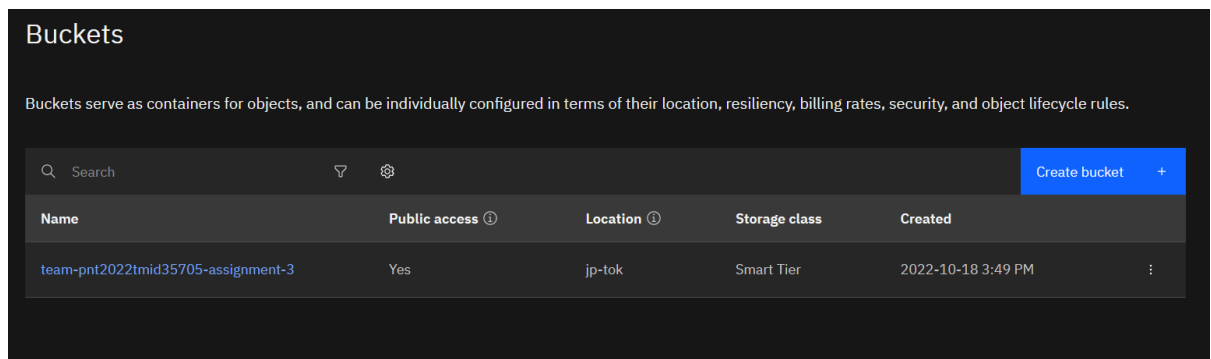 Buckets
Buckets serve as containers for objects, and can be individually configured in terms of their location, resiliency, billing rates, security, and object lifecycle rules.
Search Create bucket +
Name Public access Location Storage class Created
team-pnt2022tmid35705-assignment-3 Yes jp-tok Smart Tier 2022-10-18 3:49 PM